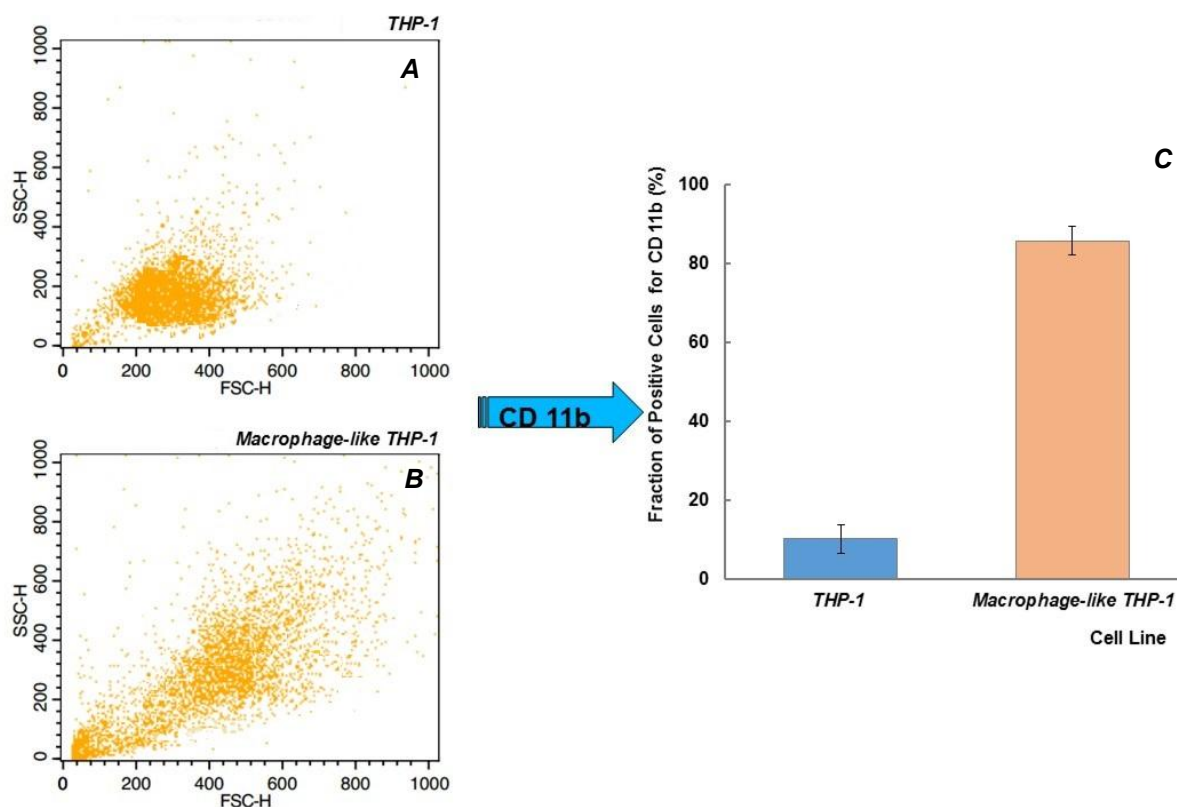 THP-1
A
1000
800
600
400
200
0
SSC-H
0 200 400 600 800 1000
FSC-H
Macrophage-like THP-1
B
1000
800
600
400
200
0
SSC-H
0 200 400 600 800 1000
FSC-H
CD 11b
C
Fraction of Positive Cells for CD 11b (%)
100
80
60
40
20
0
THP-1 Macrophage-like THP-1
Cell Line